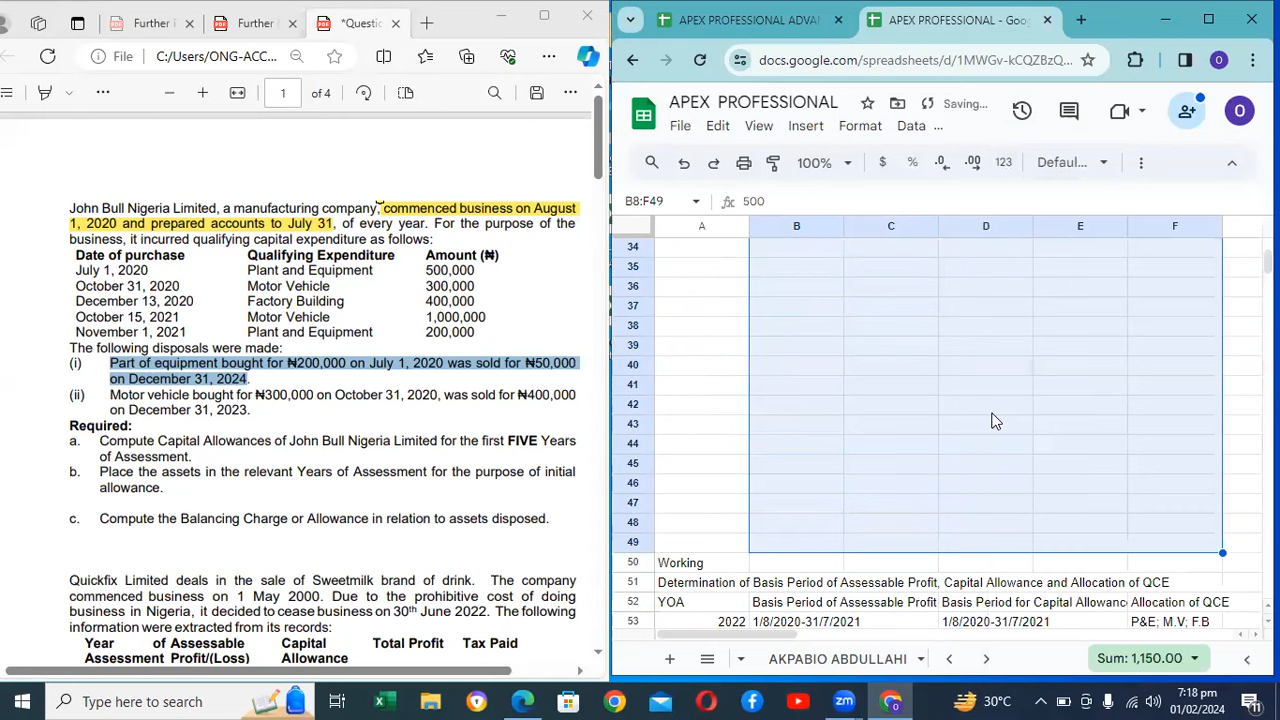 Further i
Further
*Questic
APEX PROFESSIONAL ADVA
APEX PROFESSIONAL - Goo
File
C:/Users/ONG-ACC...
docs.google.com/spreadsheets/d/1MWGv-kCQZBzQ...
O
1 of 4
APEX PROFESSIONAL
Saving...
O
File Edit View Insert Format Data
100% $ % .0 .00 123 Defaul...
B8:F49 fx 500
A B C D E F
34
35
36
37
38
39
40
41
42
43
44
45
46
47
48
49
50 Working
51 Determination of Basis Period of Assessable Profit, Capital Allowance and Allocation of QCE
52 YOA Basis Period of Assessable Profit Basis Period for Capital Allowance Allocation of QCE
53 2022 1/8/2020-31/7/2021 1/8/2020-31/7/2021 P&E; M.V; F.B
AKPABIO ABDULLAHI
Sum: 1,150.00
John Bull Nigeria Limited, a manufacturing company, commenced business on August
1, 2020 and prepared accounts to July 31, of every year. For the purpose of the
business, it incurred qualifying capital expenditure as follows:
Date of purchase Qualifying Expenditure Amount (₦)
July 1, 2020 Plant and Equipment 500,000
October 31, 2020 Motor Vehicle 300,000
December 13, 2020 Factory Building 400,000
October 15, 2021 Motor Vehicle 1,000,000
November 1, 2021 Plant and Equipment 200,000
The following disposals were made:
(i) Part of equipment bought for ₦200,000 on July 1, 2020 was sold for ₦50,000
on December 31, 2024.
(ii) Motor vehicle bought for ₦300,000 on October 31, 2020, was sold for ₦400,000
on December 31, 2023.
Required:
a. Compute Capital Allowances of John Bull Nigeria Limited for the first FIVE Years
of Assessment.
b. Place the assets in the relevant Years of Assessment for the purpose of initial
allowance.
c. Compute the Balancing Charge or Allowance in relation to assets disposed.
Quickfix Limited deals in the sale of Sweetmilk brand of drink. The company
commenced business on 1 May 2000. Due to the prohibitive cost of doing
business in Nigeria, it decided to cease business on 30th June 2022. The following
information were extracted from its records:
Year of Assessable Capital Total Profit Tax Paid
Assessment Profit/(Loss) Allowance
Type here to search
30°C
7:18 pm
01/02/2024